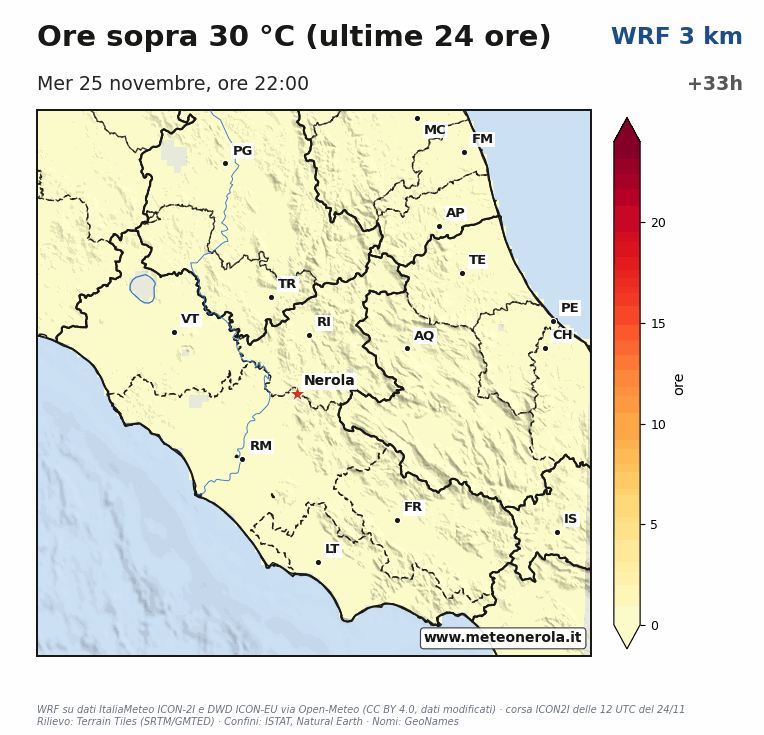 Ore sopra 30 °C (ultime 24 ore)
WRF 3 km
Mer 25 novembre, ore 22:00
+33h
MC
FM
PG
AP
TE
TR
PE
VT
RI
AQ
CH
Nerola
RM
FR
IS
LT
www.meteonerola.it
20
15
10
5
0
ore
WRF su dati ItaliaMeteo ICON-2I e DWD ICON-EU via Open-Meteo (CC BY 4.0, dati modificati) · corsa ICON2I delle 12 UTC del 24/11
Rilievo: Terrain Tiles (SRTM/GMTED) · Confini: ISTAT, Natural Earth · Nomi: GeoNames